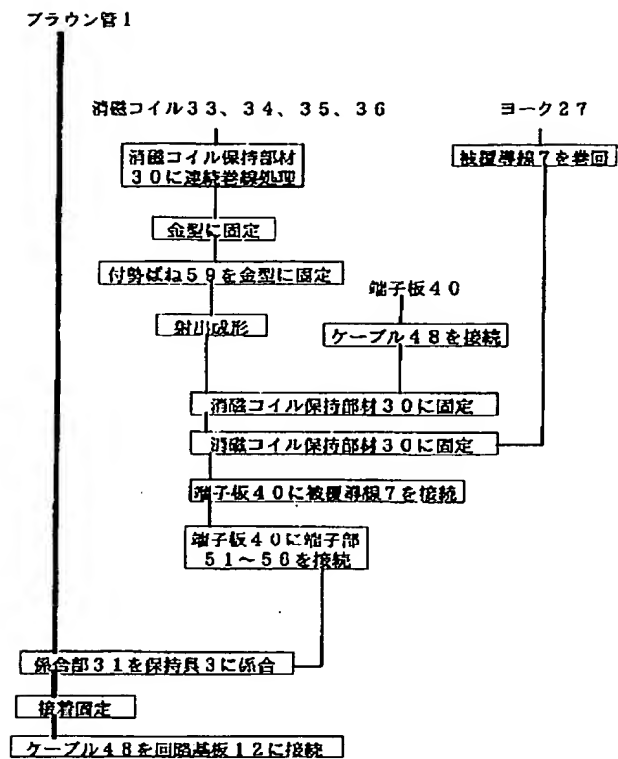 ブラウン管1
消磁コイル33、34、35、36
ヨーク27
消磁コイル保持部材
30に連続巻線処理
被覆導線7を巻回
金型に固定
付勢ばね59を金型に固定
端子板40
射出成形
ケーブル48を接続
消磁コイル保持部材30に固定
消磁コイル保持部材30に固定
端子板40に被覆導線7を接続
端子板40に端子部
51～56を接続
係合部31を保持具3に係合
接着固定
ケーブル48を回路基板12に接続